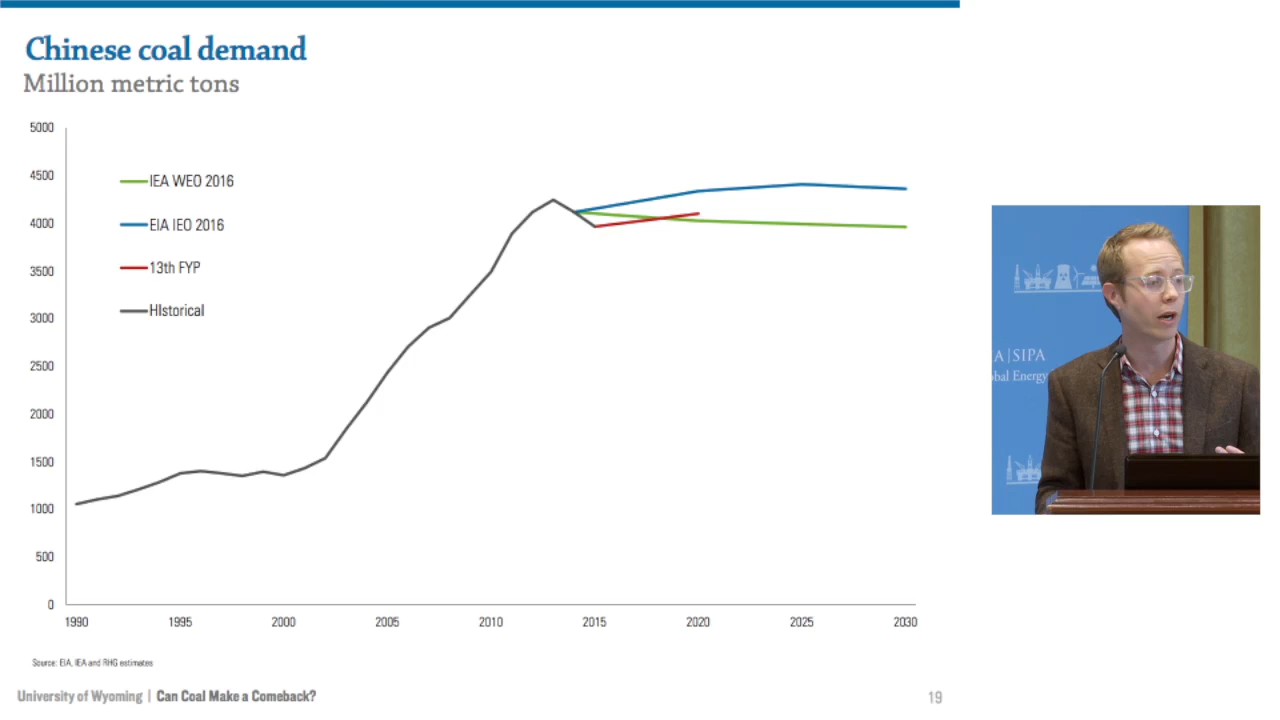 Chinese coal demand
Million metric tons
5000
4500
4000
3500
3000
2500
2000
1500
1000
500
0
IEA WEO 2016
EIA IEO 2016
13th FYP
HIstorical
1990 1995 2000 2005 2010 2015 2020 2025 2030
Source: EIA, IEA and RHG estimates
University of Wyoming | Can Coal Make a Comeback?
19
A|SIPA
bal Energy